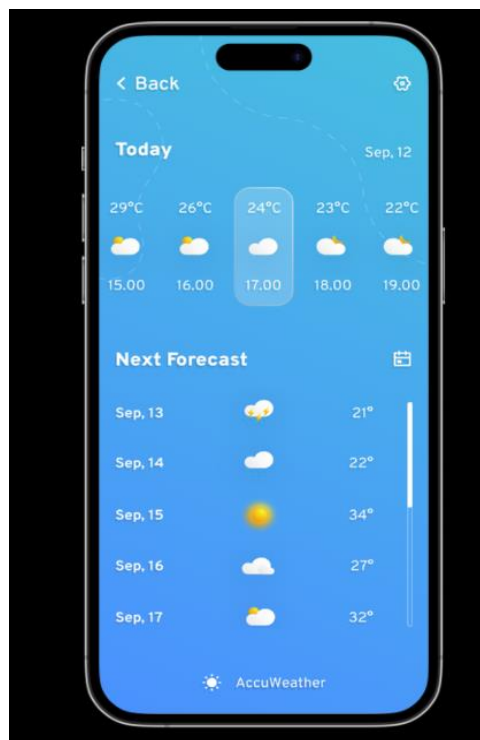 < Back
Today
Sep, 12
29°C 26°C 24°C 23°C 22°C
15.00 16.00 17.00 18.00 19.00
Next Forecast
Sep, 13 21°
Sep, 14 22°
Sep, 15 34°
Sep, 16 27°
Sep, 17 32°
AccuWeather